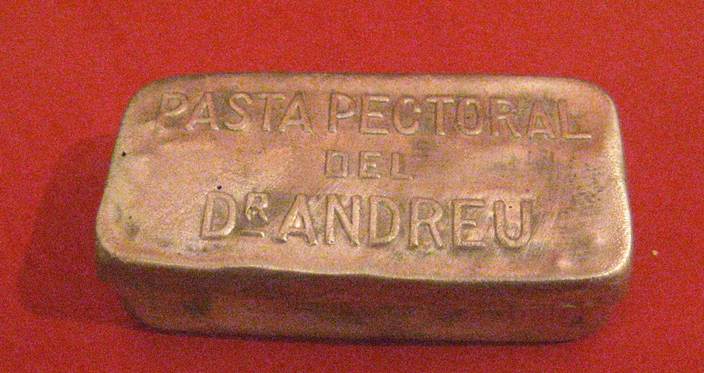 PASTA PECTORAL
DEL
DR ANDREU